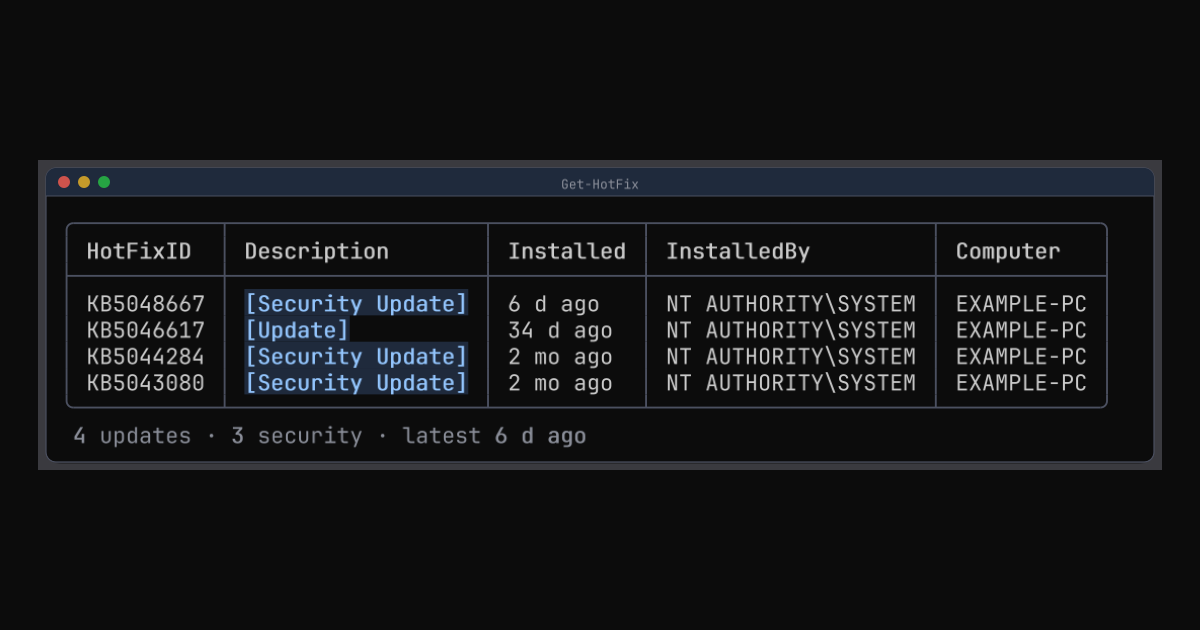 Get-HotFix
HotFixID Description Installed InstalledBy Computer
KB5048667 [Security Update] 6 d ago NT AUTHORITY\SYSTEM EXAMPLE-PC
KB5046617 [Update] 34 d ago NT AUTHORITY\SYSTEM EXAMPLE-PC
KB5044284 [Security Update] 2 mo ago NT AUTHORITY\SYSTEM EXAMPLE-PC
KB5043080 [Security Update] 2 mo ago NT AUTHORITY\SYSTEM EXAMPLE-PC
4 updates · 3 security · latest 6 d ago